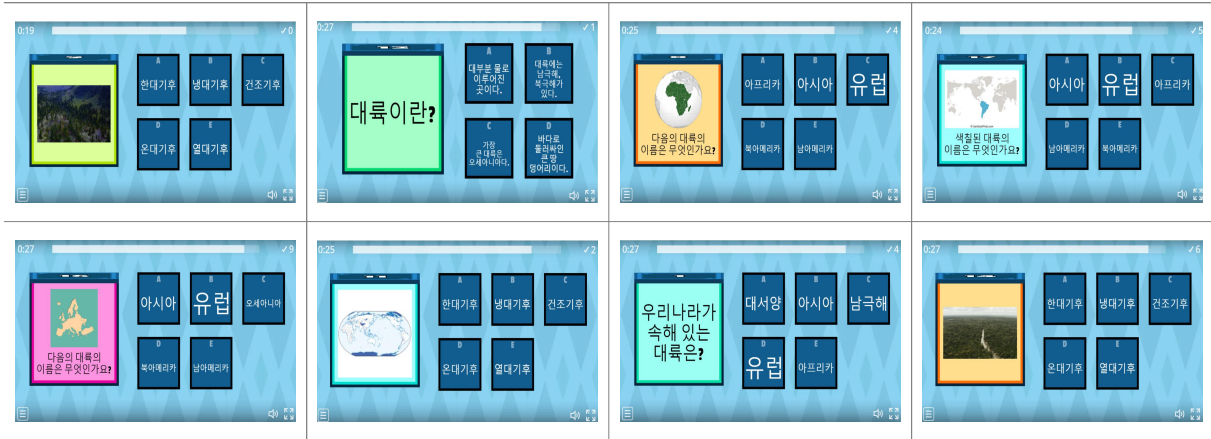 0:19
✓0
A
한대기후
B
냉대기후
C
건조기후
D
온대기후
E
열대기후
0:27
✓1
대륙이란?
A
대부분 물로
이루어진
곳이다.
B
대륙에는
남극해,
북극해가
있다.
C
가장
큰 대륙은
오세아니아다.
D
바다로
둘러싸인
큰 땅
덩어리이다.
0:25
✓4
다음의 대륙의
이름은 무엇인가요?
A
아프리카
B
아시아
C
유럽
D
북아메리카
E
남아메리카
0:24
✓5
색칠된 대륙의
이름은 무엇인가요?
A
아시아
B
유럽
C
아프리카
D
남아메리카
E
북아메리카
0:27
✓9
다음의 대륙의
이름은 무엇인가요?
A
아시아
B
유럽
C
오세아니아
D
북아메리카
E
남아메리카
0:25
✓2
A
한대기후
B
냉대기후
C
건조기후
D
온대기후
E
열대기후
0:27
✓4
우리나라가
속해 있는
대륙은?
A
대서양
B
아시아
C
남극해
D
유럽
E
아프리카
0:27
✓6
A
한대기후
B
냉대기후
C
건조기후
D
온대기후
E
열대기후